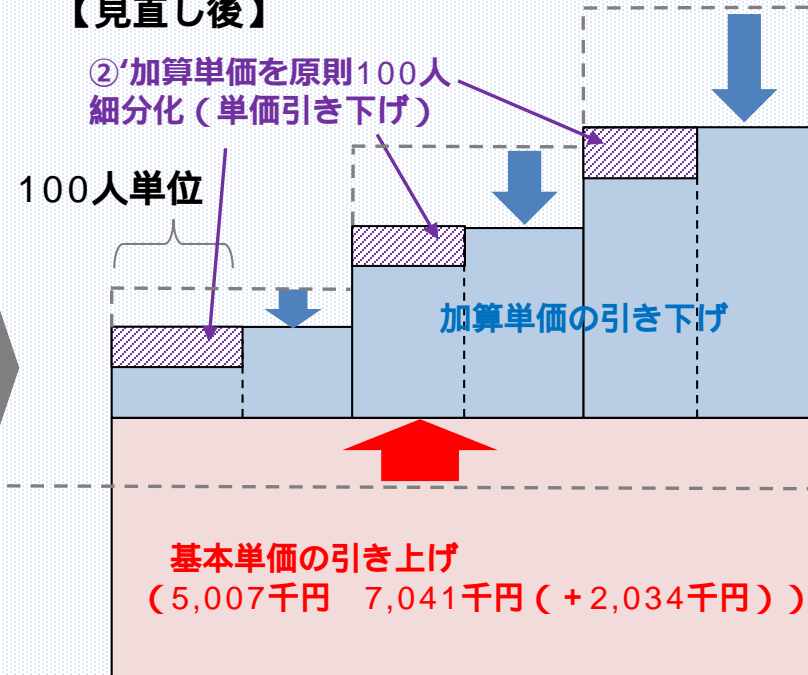 【見直し後】
②‘加算単価を原則100人
細分化（単価引き下げ）
100人単位
加算単価の引き下げ
基本単価の引き上げ
（5,007千円　7,041千円（＋2,034千円））